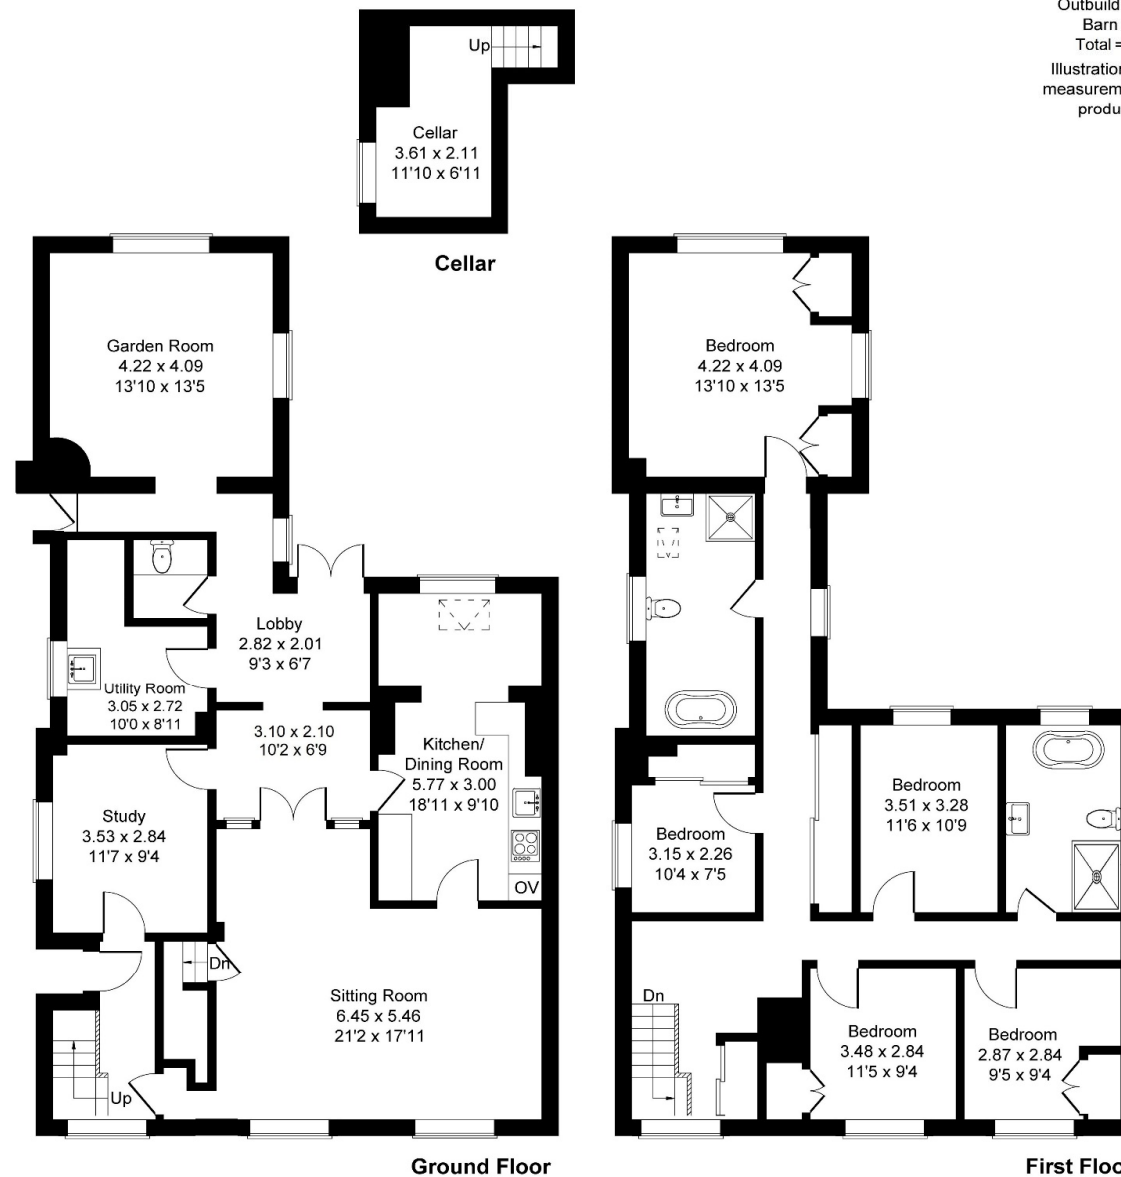 Outbuild
Barn
Total =
Illustration
measurem
produ
Up
Cellar
3.61 x 2.11
11'10 x 6'11
Cellar
Garden Room
4.22 x 4.09
13'10 x 13'5
Lobby
2.82 x 2.01
9'3 x 6'7
Utility Room
3.05 x 2.72
10'0 x 8'11
3.10 x 2.10
10'2 x 6'9
Kitchen/
Dining Room
5.77 x 3.00
18'11 x 9'10
OV
Study
3.53 x 2.84
11'7 x 9'4
Dn
Sitting Room
6.45 x 5.46
21'2 x 17'11
Up
Ground Floor
Bedroom
4.22 x 4.09
13'10 x 13'5
Bedroom
3.51 x 3.28
11'6 x 10'9
Bedroom
3.15 x 2.26
10'4 x 7'5
Dn
Bedroom
3.48 x 2.84
11'5 x 9'4
Bedroom
2.87 x 2.84
9'5 x 9'4
First Floo